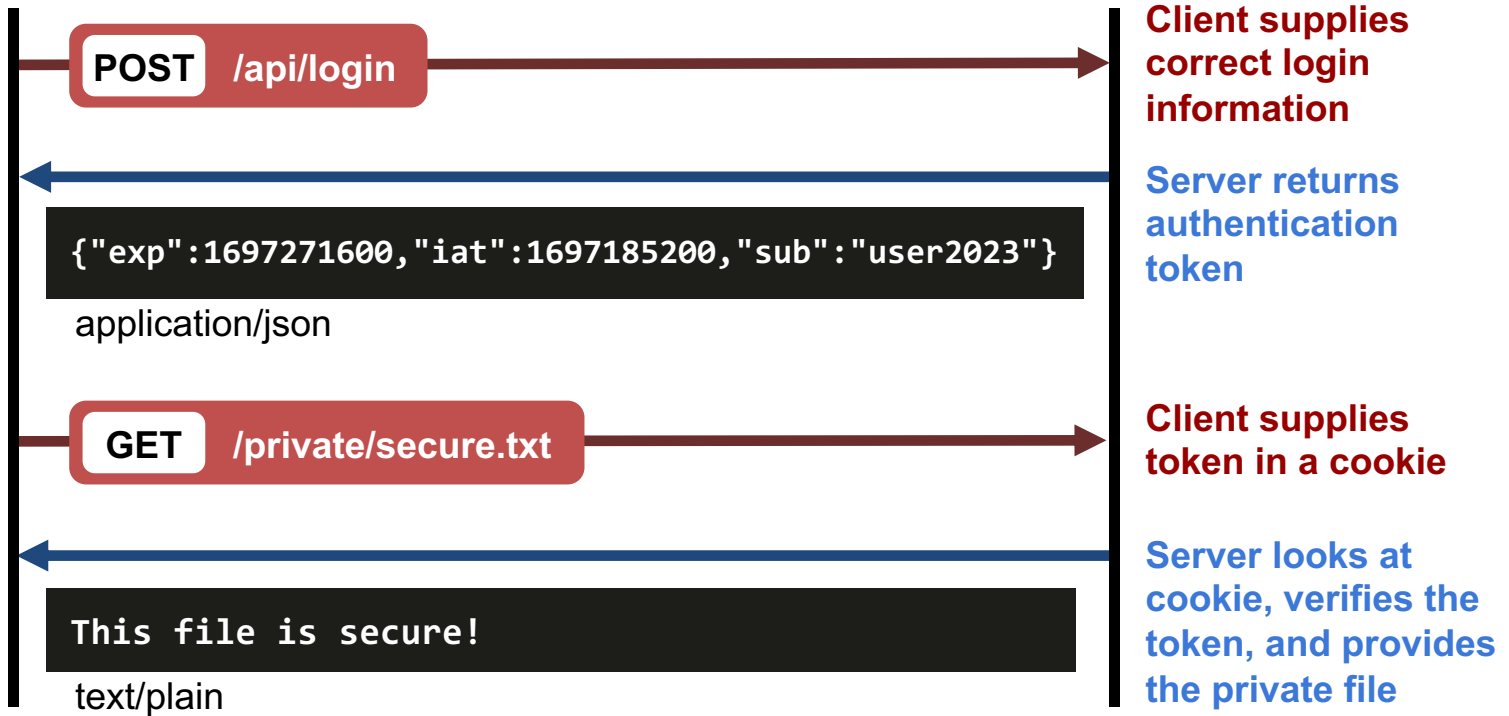 POST /api/login
Client supplies
correct login
information
Server returns
authentication
token
{"exp":1697271600,"iat":1697185200,"sub":"user2023"}
application/json
GET /private/secure.txt
Client supplies
token in a cookie
Server looks at
cookie, verifies the
token, and provides
the private file
This file is secure!
text/plain